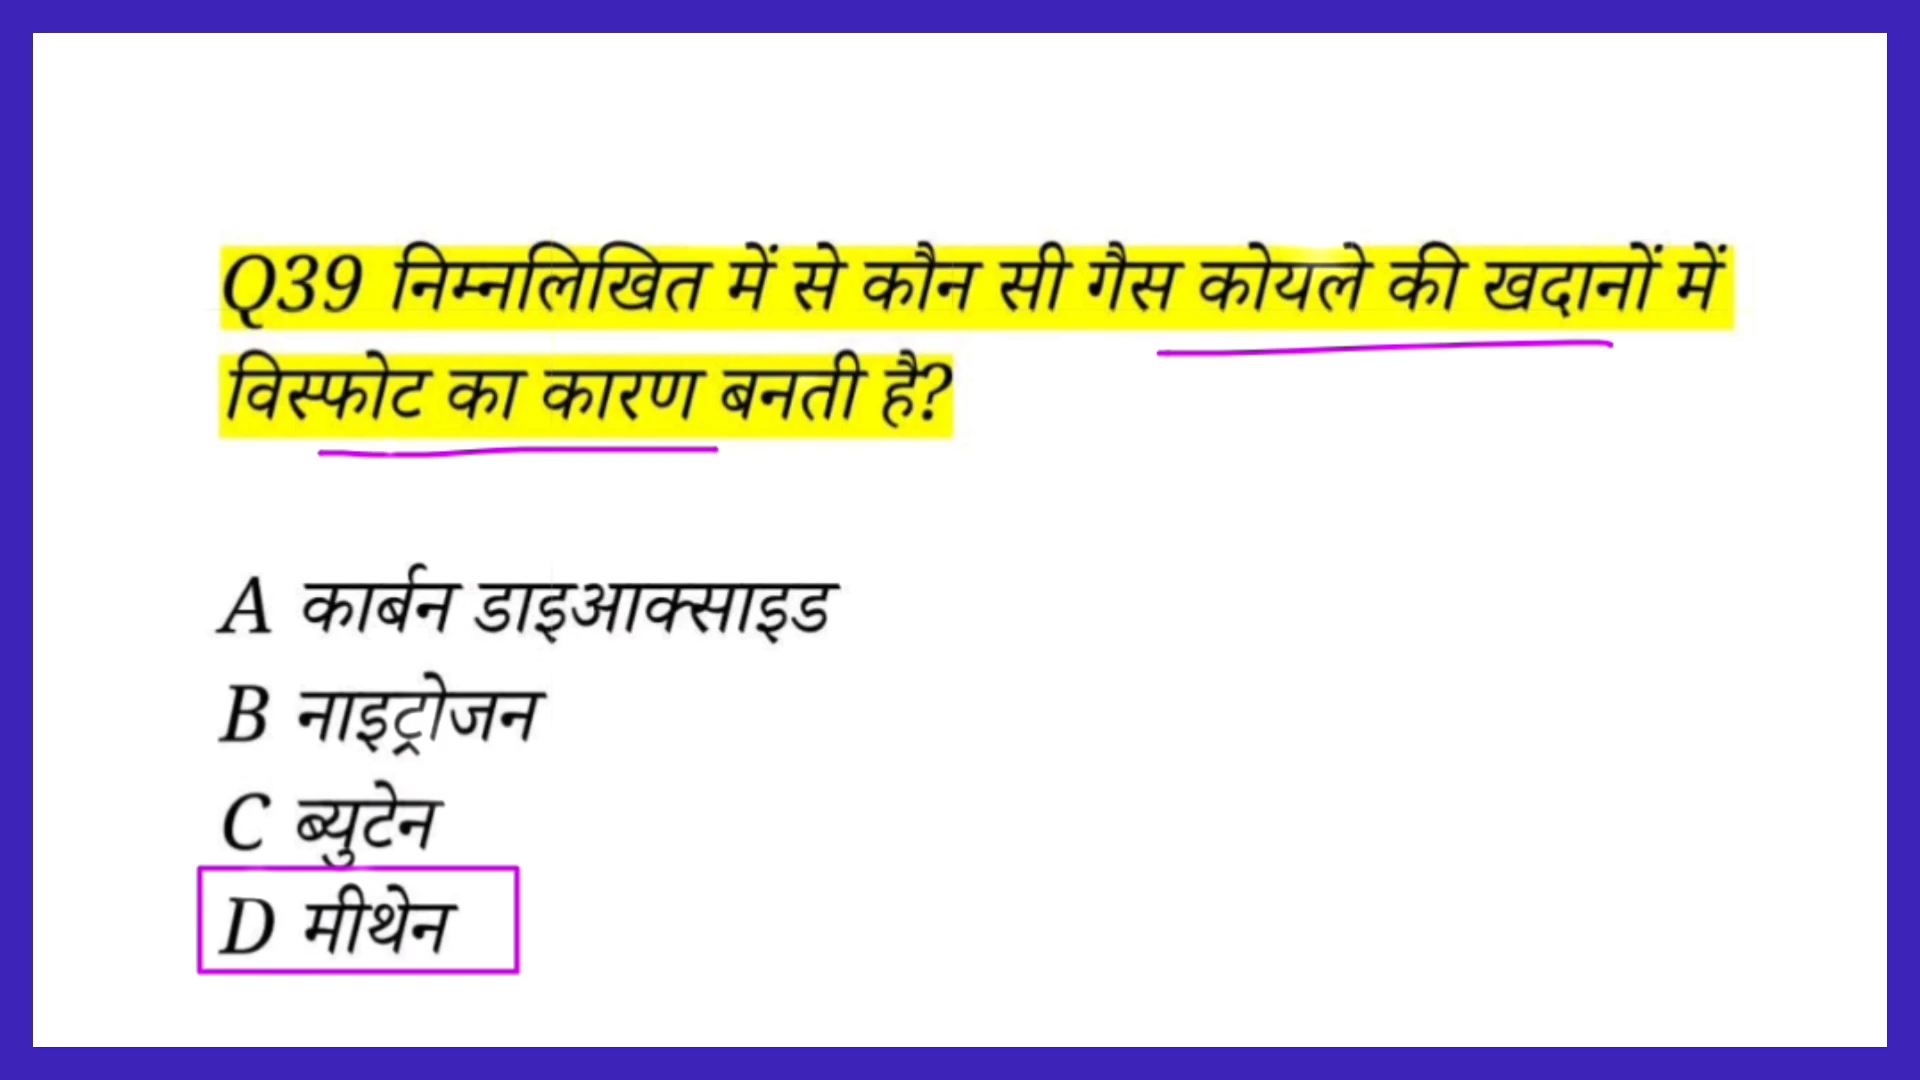 Q39 निम्नलिखित में से कौन सी गैस कोयले की खदानों में
विस्फोट का कारण बनती है?
A कार्बन डाइआक्साइड
B नाइट्रोजन
C ब्युटेन
D मीथेन